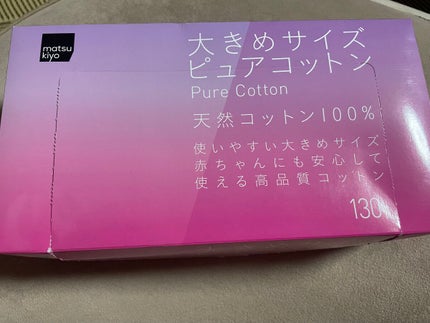 matsu
kiyo
大きめサイズ
ピュアコットン
Pure Cotton
天然コットン100%
使いやすい大きめサイズ
赤ちゃんにも安心して
使える高品質コットン
130